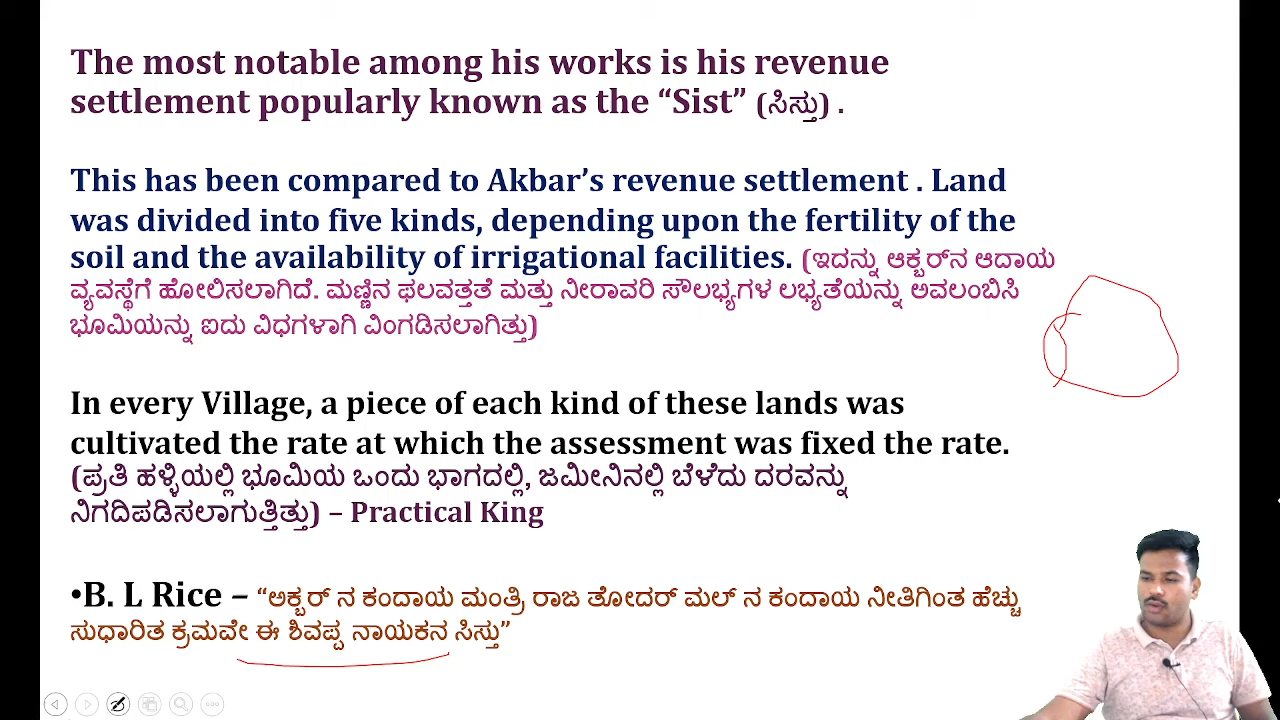 The most notable among his works is his revenue
settlement popularly known as the “Sist” (ಸಿಸ್ತು) .
This has been compared to Akbar’s revenue settlement . Land
was divided into five kinds, depending upon the fertility of the
soil and the availability of irrigational facilities. (ಇದನ್ನು ಆಕ್ಬರ್‌ನ ಆದಾಯ
ವ್ಯವಸ್ಥೆಗೆ ಹೋಲಿಸಲಾಗಿದೆ. ಮಣ್ಣಿನ ಫಲವತ್ತತೆ ಮತ್ತು ನೀರಾವರಿ ಸೌಲಭ್ಯಗಳ ಲಭ್ಯತೆಯನ್ನು ಅವಲಂಬಿಸಿ
ಭೂಮಿಯನ್ನು ಐದು ವಿಧಗಳಾಗಿ ವಿಂಗಡಿಸಲಾಗಿತ್ತು)
In every Village, a piece of each kind of these lands was
cultivated the rate at which the assessment was fixed the rate.
(ಪ್ರತಿ ಹಳ್ಳಿಯಲ್ಲಿ ಭೂಮಿಯ ಒಂದು ಭಾಗದಲ್ಲಿ, ಜಮೀನಿನಲ್ಲಿ ಬೆಳೆದು ದರವನ್ನು
ನಿಗದಿಪಡಿಸಲಾಗುತ್ತಿತ್ತು) – Practical King
•B. L Rice – “ಅಕ್ಬರ್ ನ ಕಂದಾಯ ಮಂತ್ರಿ ರಾಜ ತೋದರ್ ಮಲ್ ನ ಕಂದಾಯ ನೀತಿಗಿಂತ ಹೆಚ್ಚು
ಸುಧಾರಿತ ಕ್ರಮವೇ ಈ ಶಿವಪ್ಪ ನಾಯಕನ ಸಿಸ್ತು”